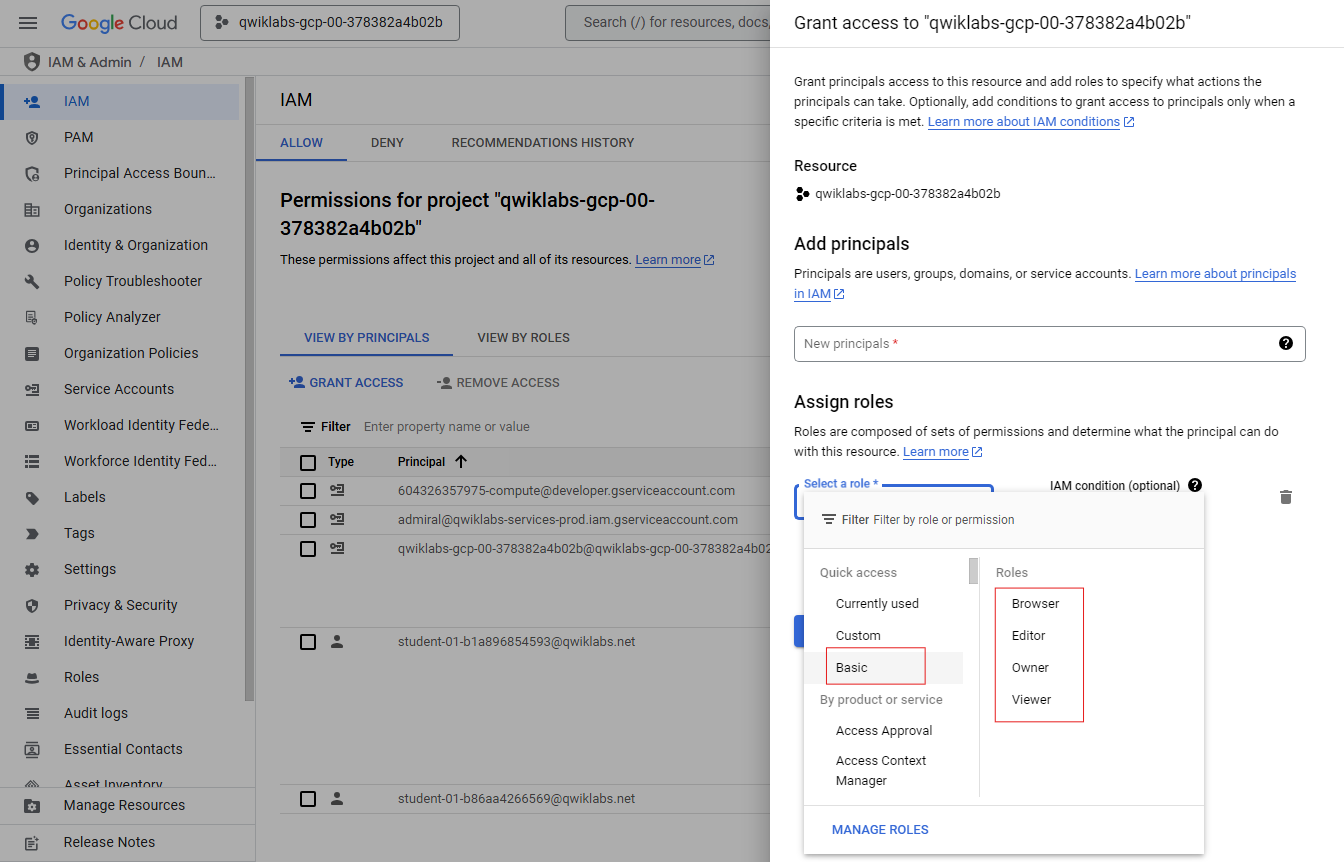 Google Cloud
qwiklabs-gcp-00-378382a4b02b
Search (/) for resources, docs,
IAM & Admin / IAM
IAM
PAM
Principal Access Boun...
Organizations
Identity & Organization
Policy Troubleshooter
Policy Analyzer
Organization Policies
Service Accounts
Workload Identity Fede...
Workforce Identity Fed...
Labels
Tags
Settings
Privacy & Security
Identity-Aware Proxy
Roles
Audit logs
Essential Contacts
Asset Inventory
Manage Resources
Release Notes
IAM
ALLOW DENY RECOMMENDATIONS HISTORY
Permissions for project "qwiklabs-gcp-00-
378382a4b02b"
These permissions affect this project and all of its resources. Learn more
VIEW BY PRINCIPALS VIEW BY ROLES
GRANT ACCESS REMOVE ACCESS
Filter Enter property name or value
Type Principal
604326357975-compute@developer.gserviceaccount.com
admiral@qwiklabs-services-prod.iam.gserviceaccount.com
qwiklabs-gcp-00-378382a4b02b@qwiklabs-gcp-00-378382a4b02
student-01-b1a896854593@qwiklabs.net
student-01-b86aa4266569@qwiklabs.net
Grant access to "qwiklabs-gcp-00-378382a4b02b"
Grant principals access to this resource and add roles to specify what actions the
principals can take. Optionally, add conditions to grant access to principals only when a
specific criteria is met. Learn more about IAM conditions
Resource
qwiklabs-gcp-00-378382a4b02b
Add principals
Principals are users, groups, domains, or service accounts. Learn more about principals
in IAM
New principals *
Assign roles
Roles are composed of sets of permissions and determine what the principal can do
with this resource. Learn more
Select a role *
IAM condition (optional)
Filter Filter by role or permission
Quick access
Currently used
Custom
Basic
By product or service
Access Approval
Access Context
Manager
Roles
Browser
Editor
Owner
Viewer
MANAGE ROLES